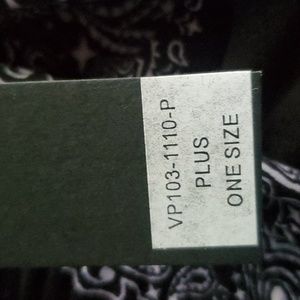 VP103-1110-P
PLUS
ONE SIZE